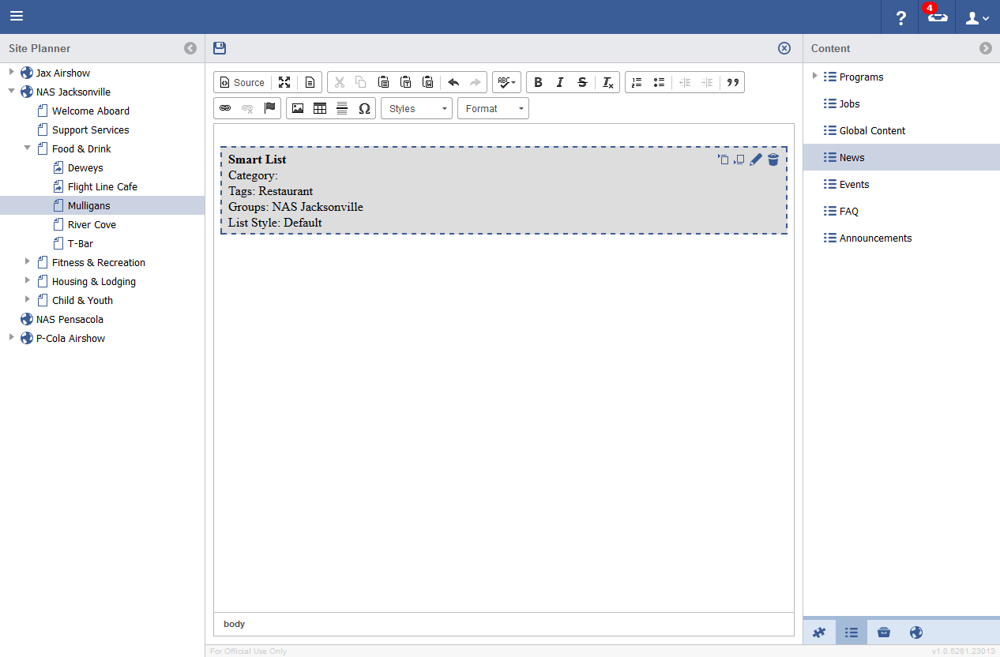 4
Site Planner
Content
Jax Airshow
NAS Jacksonville
Welcome Aboard
Support Services
Food & Drink
Deweys
Flight Line Cafe
Mulligans
River Cove
T-Bar
Fitness & Recreation
Housing & Lodging
Child & Youth
NAS Pensacola
P-Cola Airshow
Source
ABC
B
I
S
Tx
Ω
Styles
Format
Smart List
Category:
Tags: Restaurant
Groups: NAS Jacksonville
List Style: Default
body
Programs
Jobs
Global Content
News
Events
FAQ
Announcements
For Official Use Only
v1.0.5281.23013